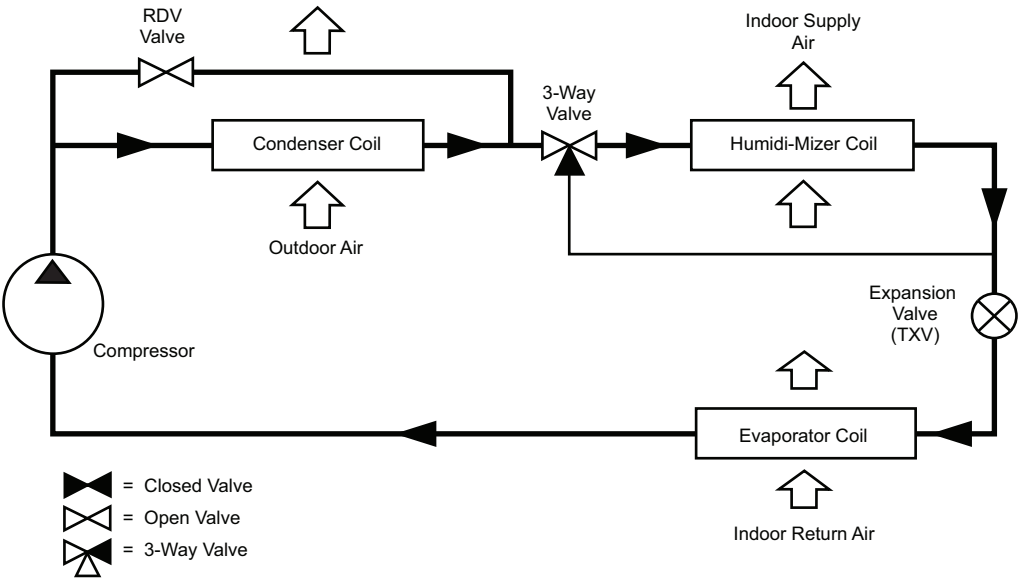 RDV
Valve
Indoor Supply
Air
3-Way
Valve
Condenser Coil
Humidi-Mizer Coil
Outdoor Air
Expansion
Valve
(TXV)
Compressor
Evaporator Coil
Indoor Return Air
= Closed Valve
= Open Valve
= 3-Way Valve